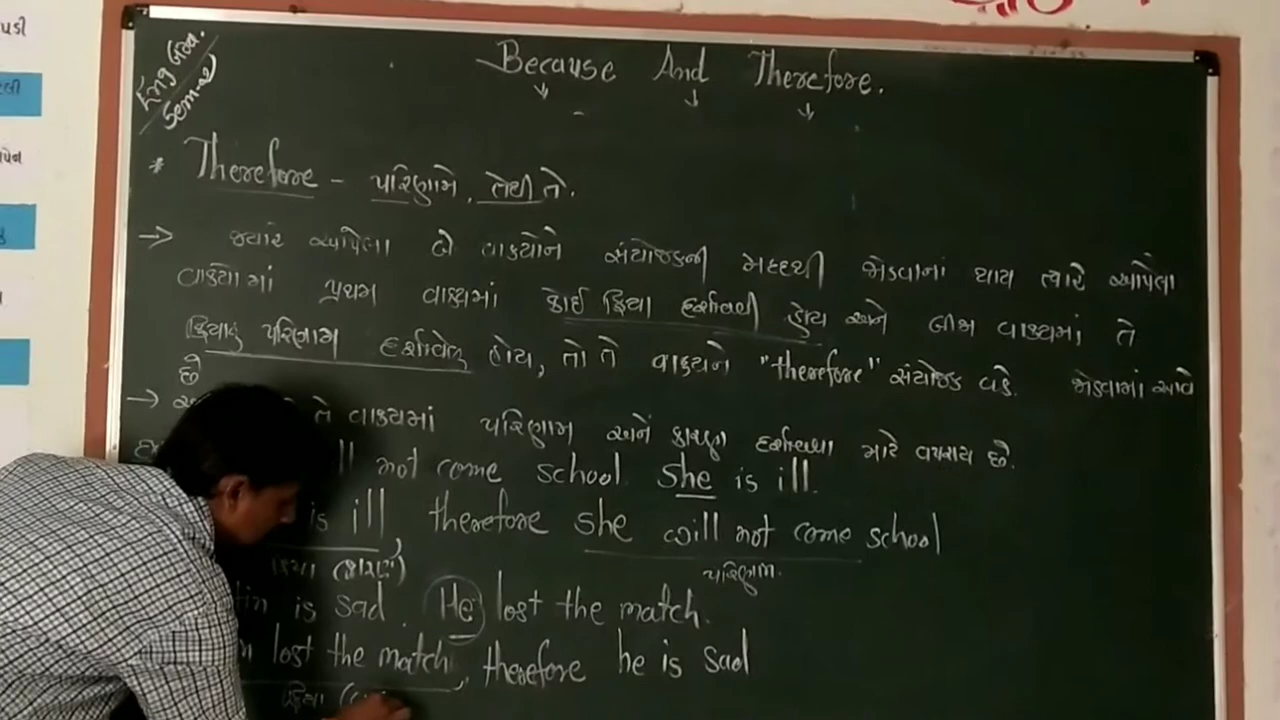 Eng Gra.
Sem-2
Because And Therefore.
* Therefore - પરિણામે, તેથી તે.
→ જ્યારે આપેલા બે વાક્યોને સંયોજકની મદદથી જોડવાનાં થાય ત્યારે આપેલા
વાક્યોમાં પ્રથમ વાક્યમાં કોઈ ક્રિયા દર્શાવેલી હોય અને બીજા વાક્યમાં તે
ક્રિયાનું પરિણામ દર્શાવેલું હોય, તો તે વાક્યને "therefore" સંયોજક વડે. જોડવામાં આવે
છે
→ તે વાક્યમાં પરિણામ અને કારણ દર્શાવવા માટે વપરાય છે.
not come school. She is ill.
is ill, therefore she will not come school
ક્રિયા (કારણ) પરિણામ.
is sad. He lost the match.
lost the match, therefore he is sad
ક્રિયા